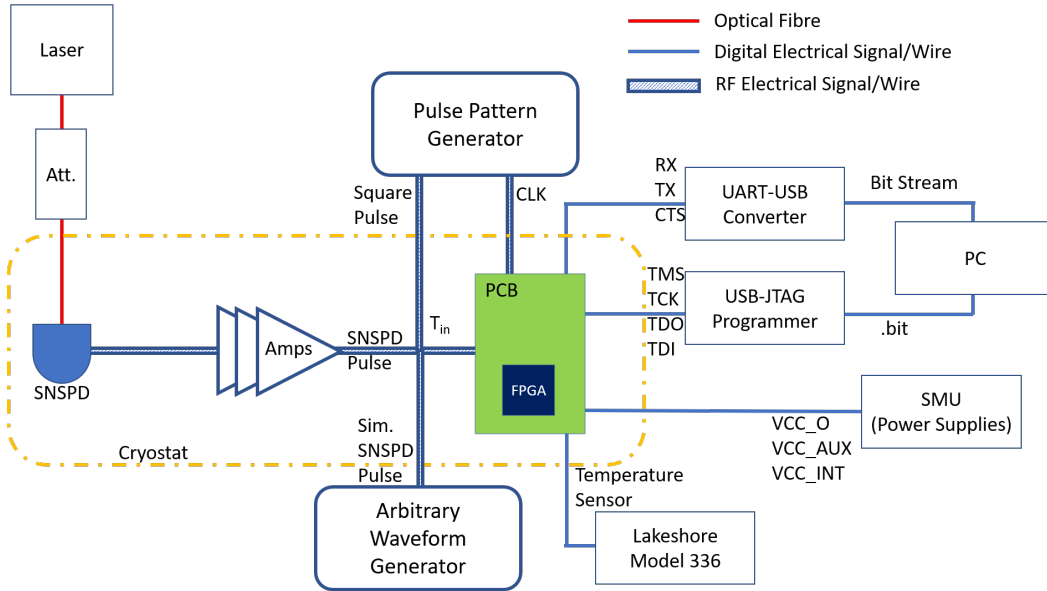 Laser
Optical Fibre
Digital Electrical Signal/Wire
RF Electrical Signal/Wire
Pulse Pattern
Generator
Att.
Square
Pulse
CLK
RX
TX
CTS
UART-USB
Converter
Bit Stream
PC
PCB
TMS
TCK
TDO
TDI
USB-JTAG
Programmer
.bit
Amps
SNSPD
Pulse
Tin
SNSPD
FPGA
SMU
(Power Supplies)
VCC_O
VCC_AUX
VCC_INT
Cryostat
Sim.
SNSPD
Pulse
Temperature
Sensor
Arbitrary
Waveform
Generator
Lakeshore
Model 336